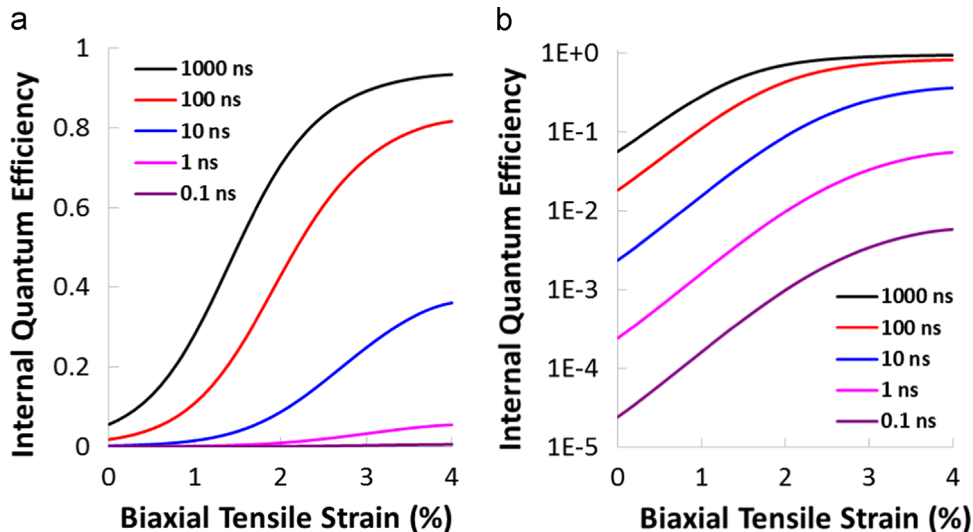 a
Internal Quantum Efficiency
1
0.8
0.6
0.4
0.2
0
1000 ns
100 ns
10 ns
1 ns
0.1 ns
0 1 2 3 4
Biaxial Tensile Strain (%)
b
Internal Quantum Efficiency
1E+0
1E-1
1E-2
1E-3
1E-4
1E-5
1000 ns
100 ns
10 ns
1 ns
0.1 ns
0 1 2 3 4
Biaxial Tensile Strain (%)